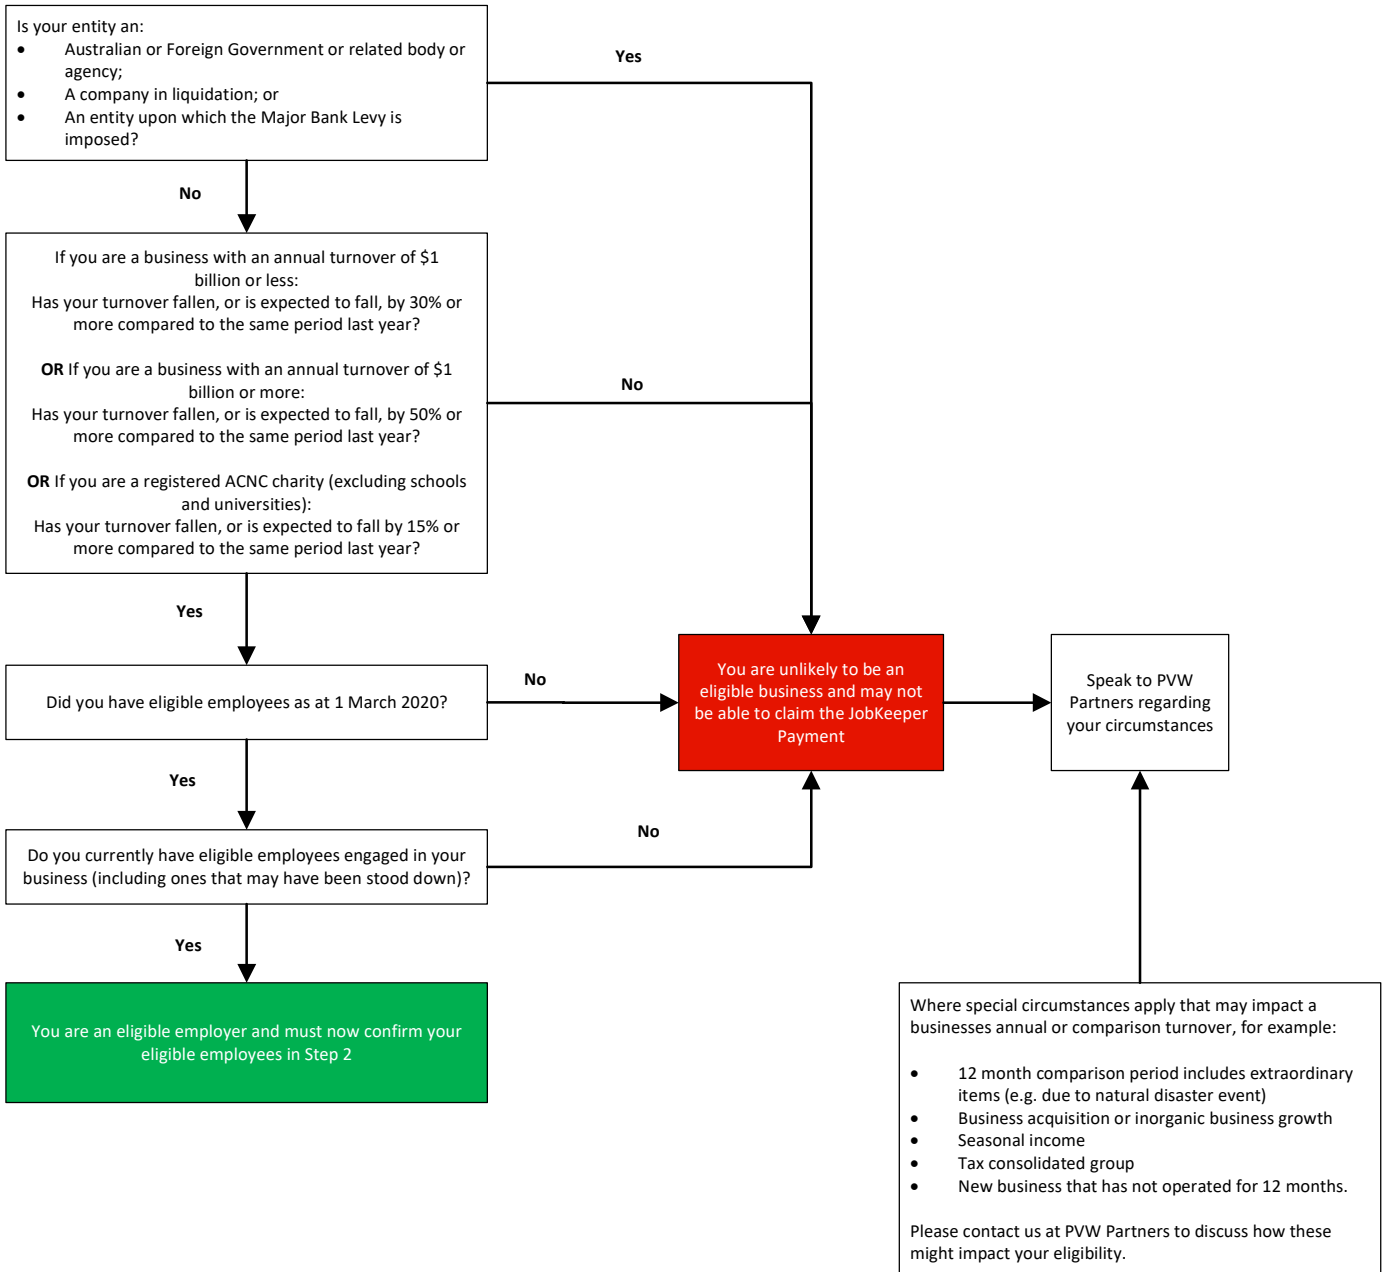 Is your entity an:
• Australian or Foreign Government or related body or
agency;
• A company in liquidation; or
• An entity upon which the Major Bank Levy is
imposed?
Yes
No
If you are a business with an annual turnover of $1
billion or less:
Has your turnover fallen, or is expected to fall, by 30% or
more compared to the same period last year?
OR If you are a business with an annual turnover of $1
billion or more:
Has your turnover fallen, or is expected to fall, by 50% or
more compared to the same period last year?
OR If you are a registered ACNC charity (excluding schools
and universities):
Has your turnover fallen, or is expected to fall by 15% or
more compared to the same period last year?
No
Yes
Did you have eligible employees as at 1 March 2020?
No
You are unlikely to be an
eligible business and may not
be able to claim the JobKeeper
Payment
Speak to PVW
Partners regarding
your circumstances
Yes
Do you currently have eligible employees engaged in your
business (including ones that may have been stood down)?
No
Yes
You are an eligible employer and must now confirm your
eligible employees in Step 2
Where special circumstances apply that may impact a
businesses annual or comparison turnover, for example:
• 12 month comparison period includes extraordinary
items (e.g. due to natural disaster event)
• Business acquisition or inorganic business growth
• Seasonal income
• Tax consolidated group
• New business that has not operated for 12 months.
Please contact us at PVW Partners to discuss how these
might impact your eligibility.